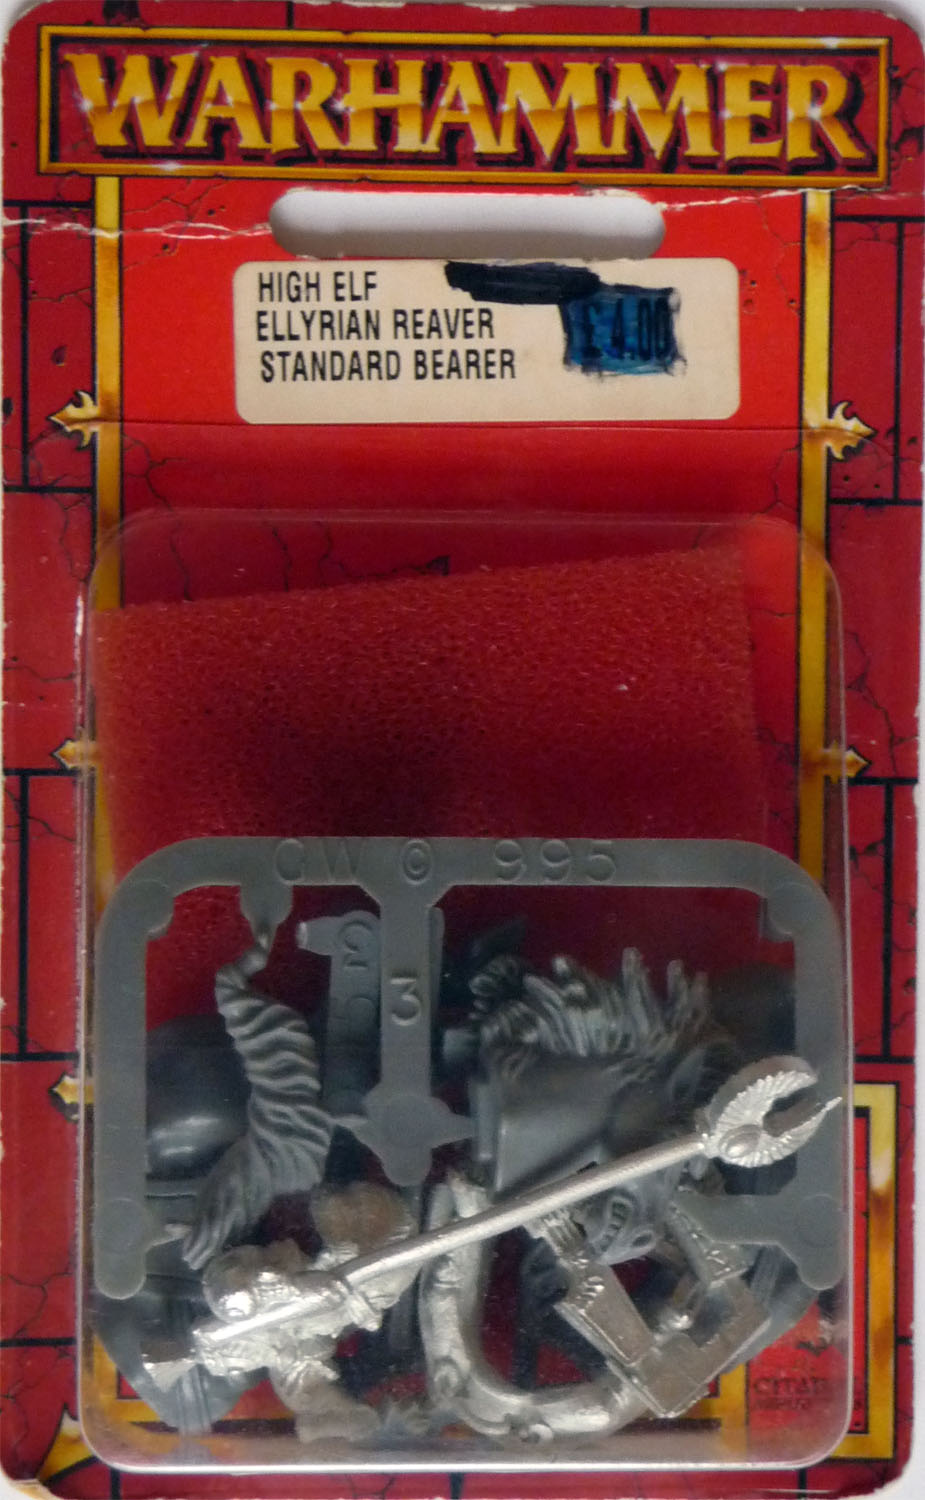 WARHAMMER
HIGH ELF
ELLYRIAN REAVER
STANDARD BEARER
£4.00
GW © 995
3